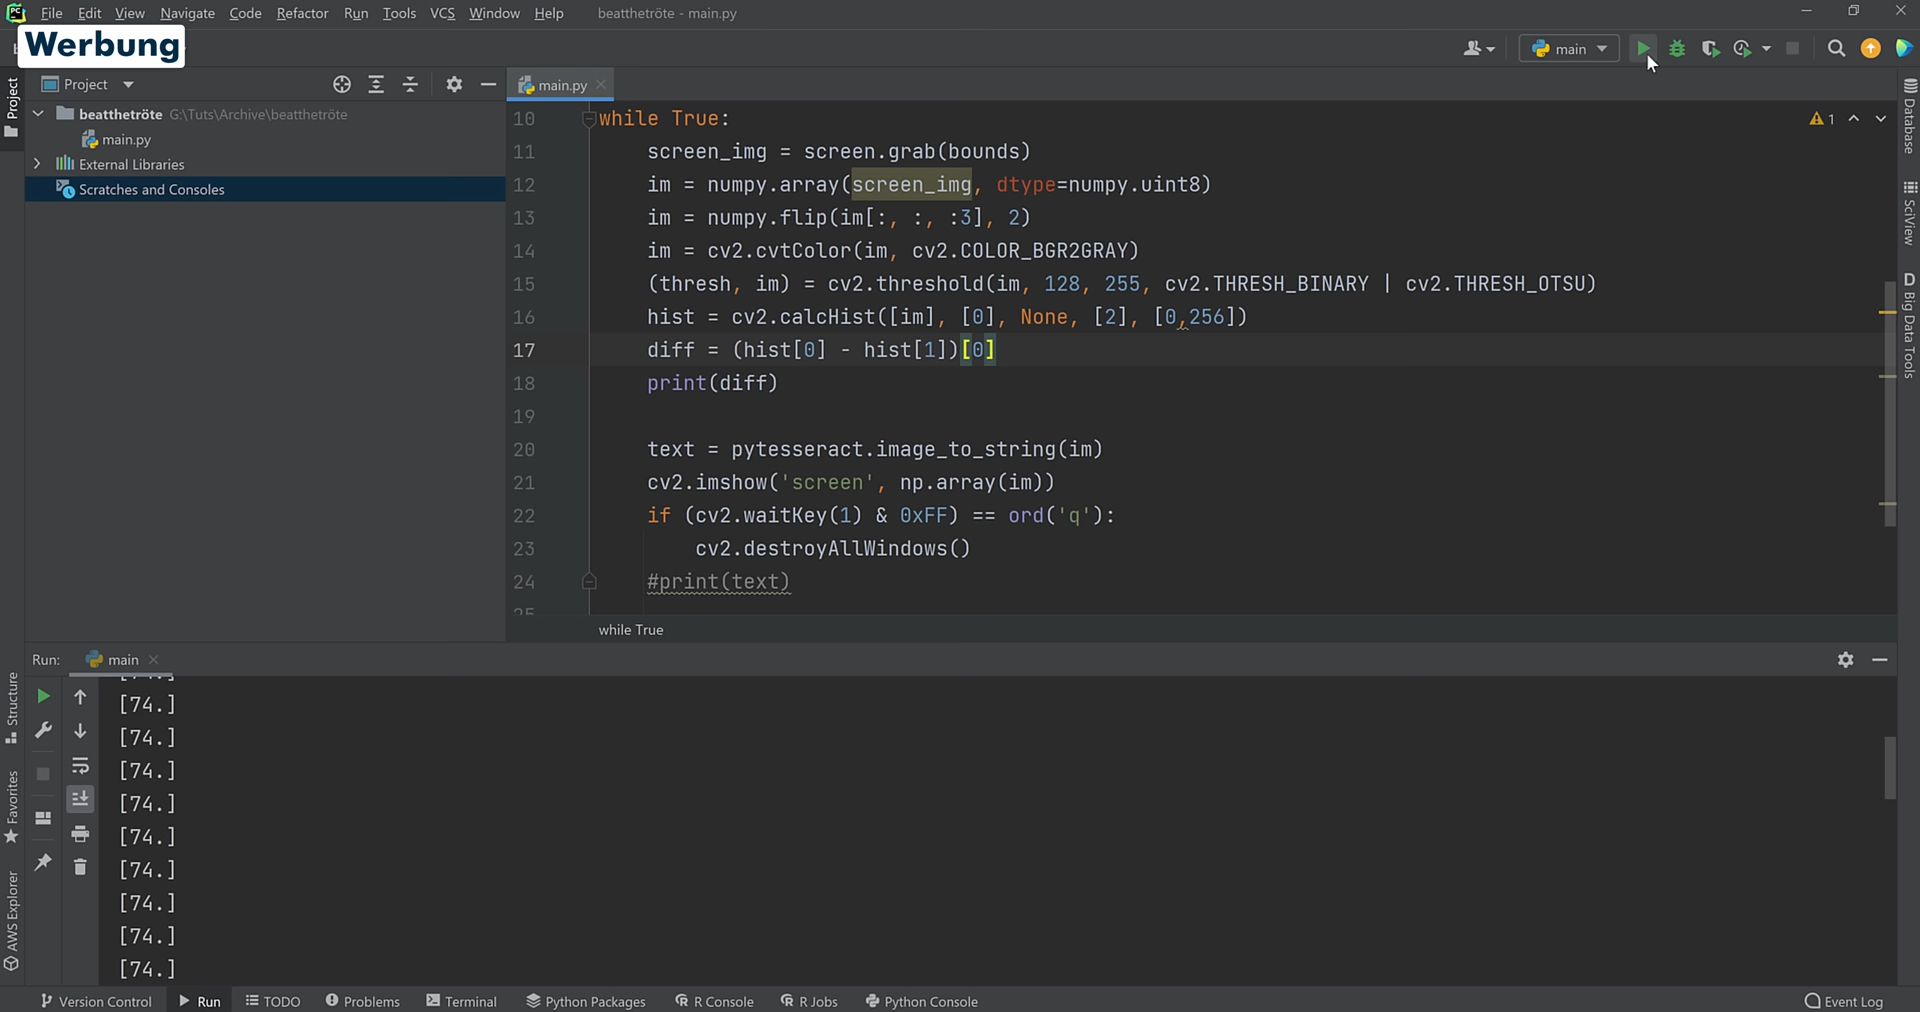 File Edit View Navigate Code Refactor Run Tools VCS Window Help beatthetröte - main.py
Werbung
main
Project
main.py
beatthetröte G:\Tuts\Archive\beatthetröte
main.py
External Libraries
Scratches and Consoles
10 while True:
11 screen_img = screen.grab(bounds)
12 im = numpy.array(screen_img, dtype=numpy.uint8)
13 im = numpy.flip(im[:, :, :3], 2)
14 im = cv2.cvtColor(im, cv2.COLOR_BGR2GRAY)
15 (thresh, im) = cv2.threshold(im, 128, 255, cv2.THRESH_BINARY | cv2.THRESH_OTSU)
16 hist = cv2.calcHist([im], [0], None, [2], [0,256])
17 diff = (hist[0] - hist[1])[0]
18 print(diff)
19
20 text = pytesseract.image_to_string(im)
21 cv2.imshow('screen', np.array(im))
22 if (cv2.waitKey(1) & 0xFF) == ord('q'):
23 cv2.destroyAllWindows()
24 #print(text)
25
while True
1
Project
Structure
Favorites
AWS Explorer
Database
SciView
D Big Data Tools
Run: main
[74.]
[74.]
[74.]
[74.]
[74.]
[74.]
[74.]
[74.]
[74.]
Version Control Run TODO Problems Terminal Python Packages R Console R Jobs Python Console Event Log